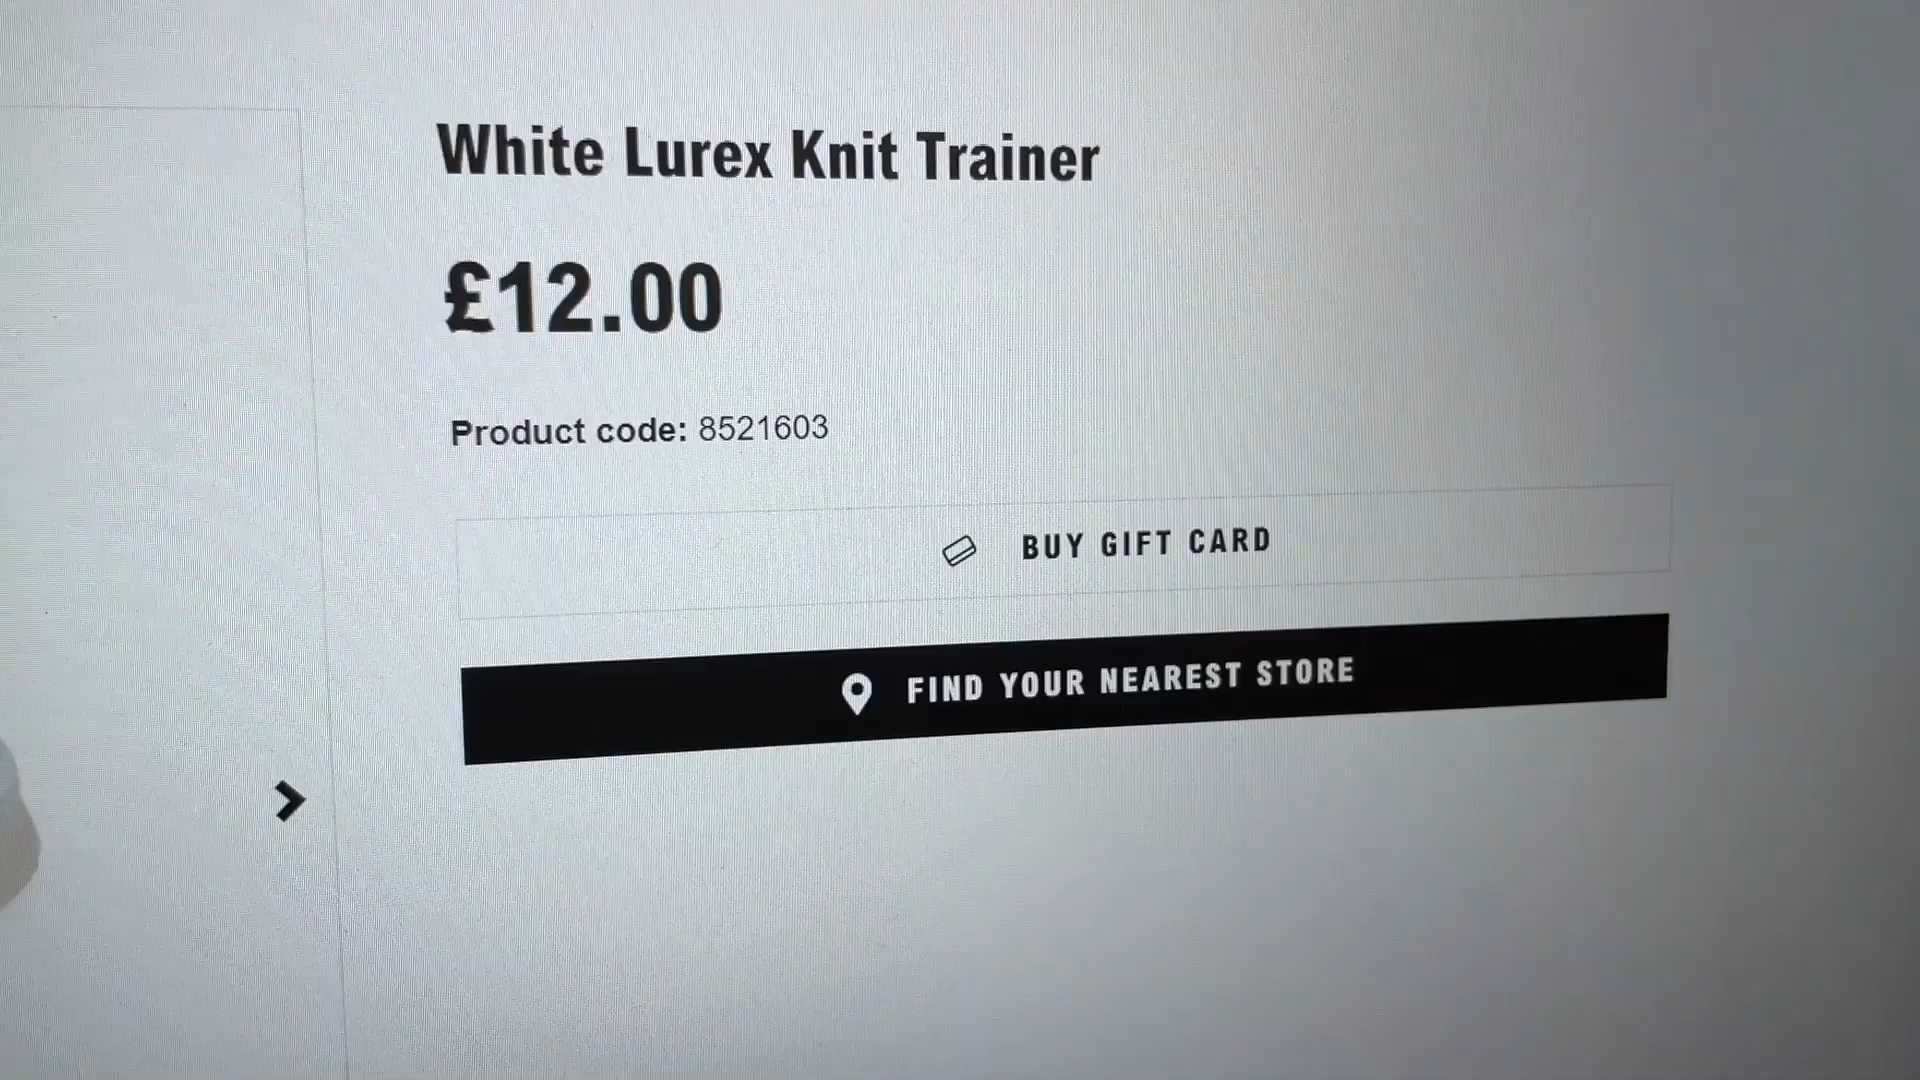 White Lurex Knit Trainer
£12.00
Product code: 8521603
BUY GIFT CARD
FIND YOUR NEAREST STORE